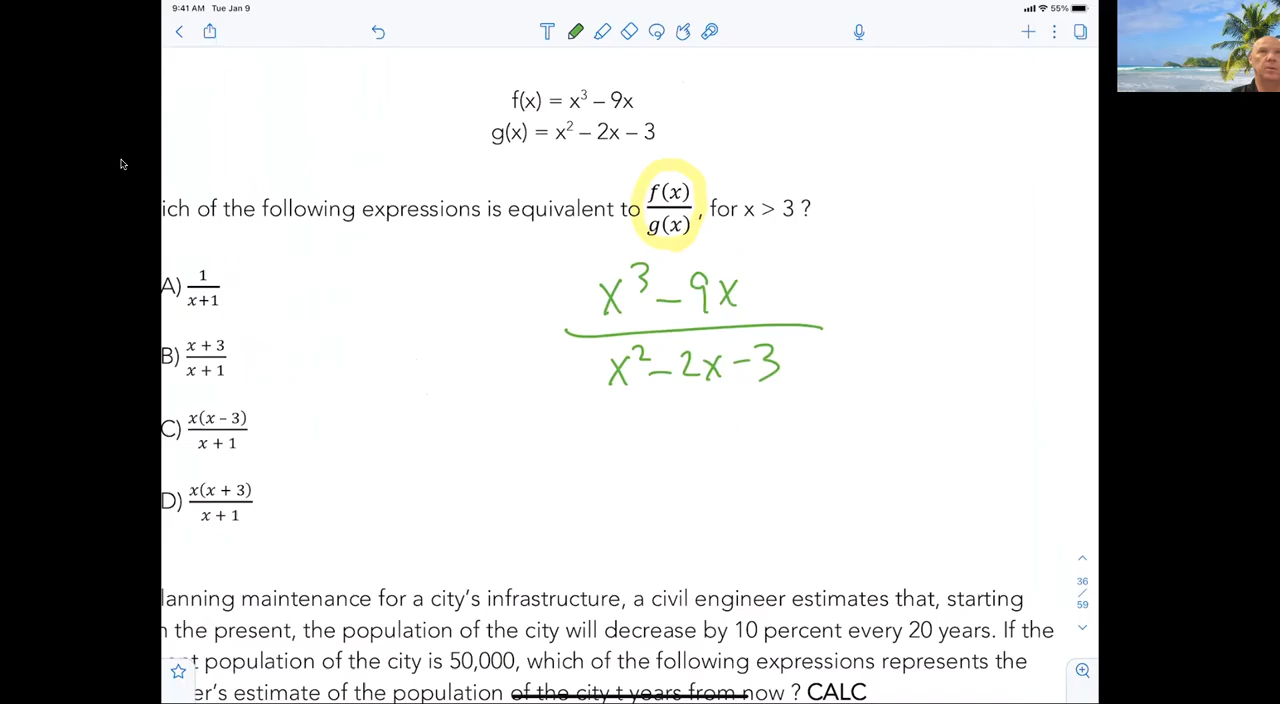 9:41 AM Tue Jan 9
55%
f(x) = x³ – 9x
g(x) = x² – 2x – 3
ich of the following expressions is equivalent to f(x)/g(x), for x > 3 ?
A) 1/x+1
B) x + 3/x + 1
C) x(x – 3)/x + 1
D) x(x + 3)/x + 1
x³ – 9x
x² – 2x – 3
36
/
59
lanning maintenance for a city's infrastructure, a civil engineer estimates that, starting
the present, the population of the city will decrease by 10 percent every 20 years. If the
population of the city is 50,000, which of the following expressions represents the
er's estimate of the population of the city t years from now ? CALC